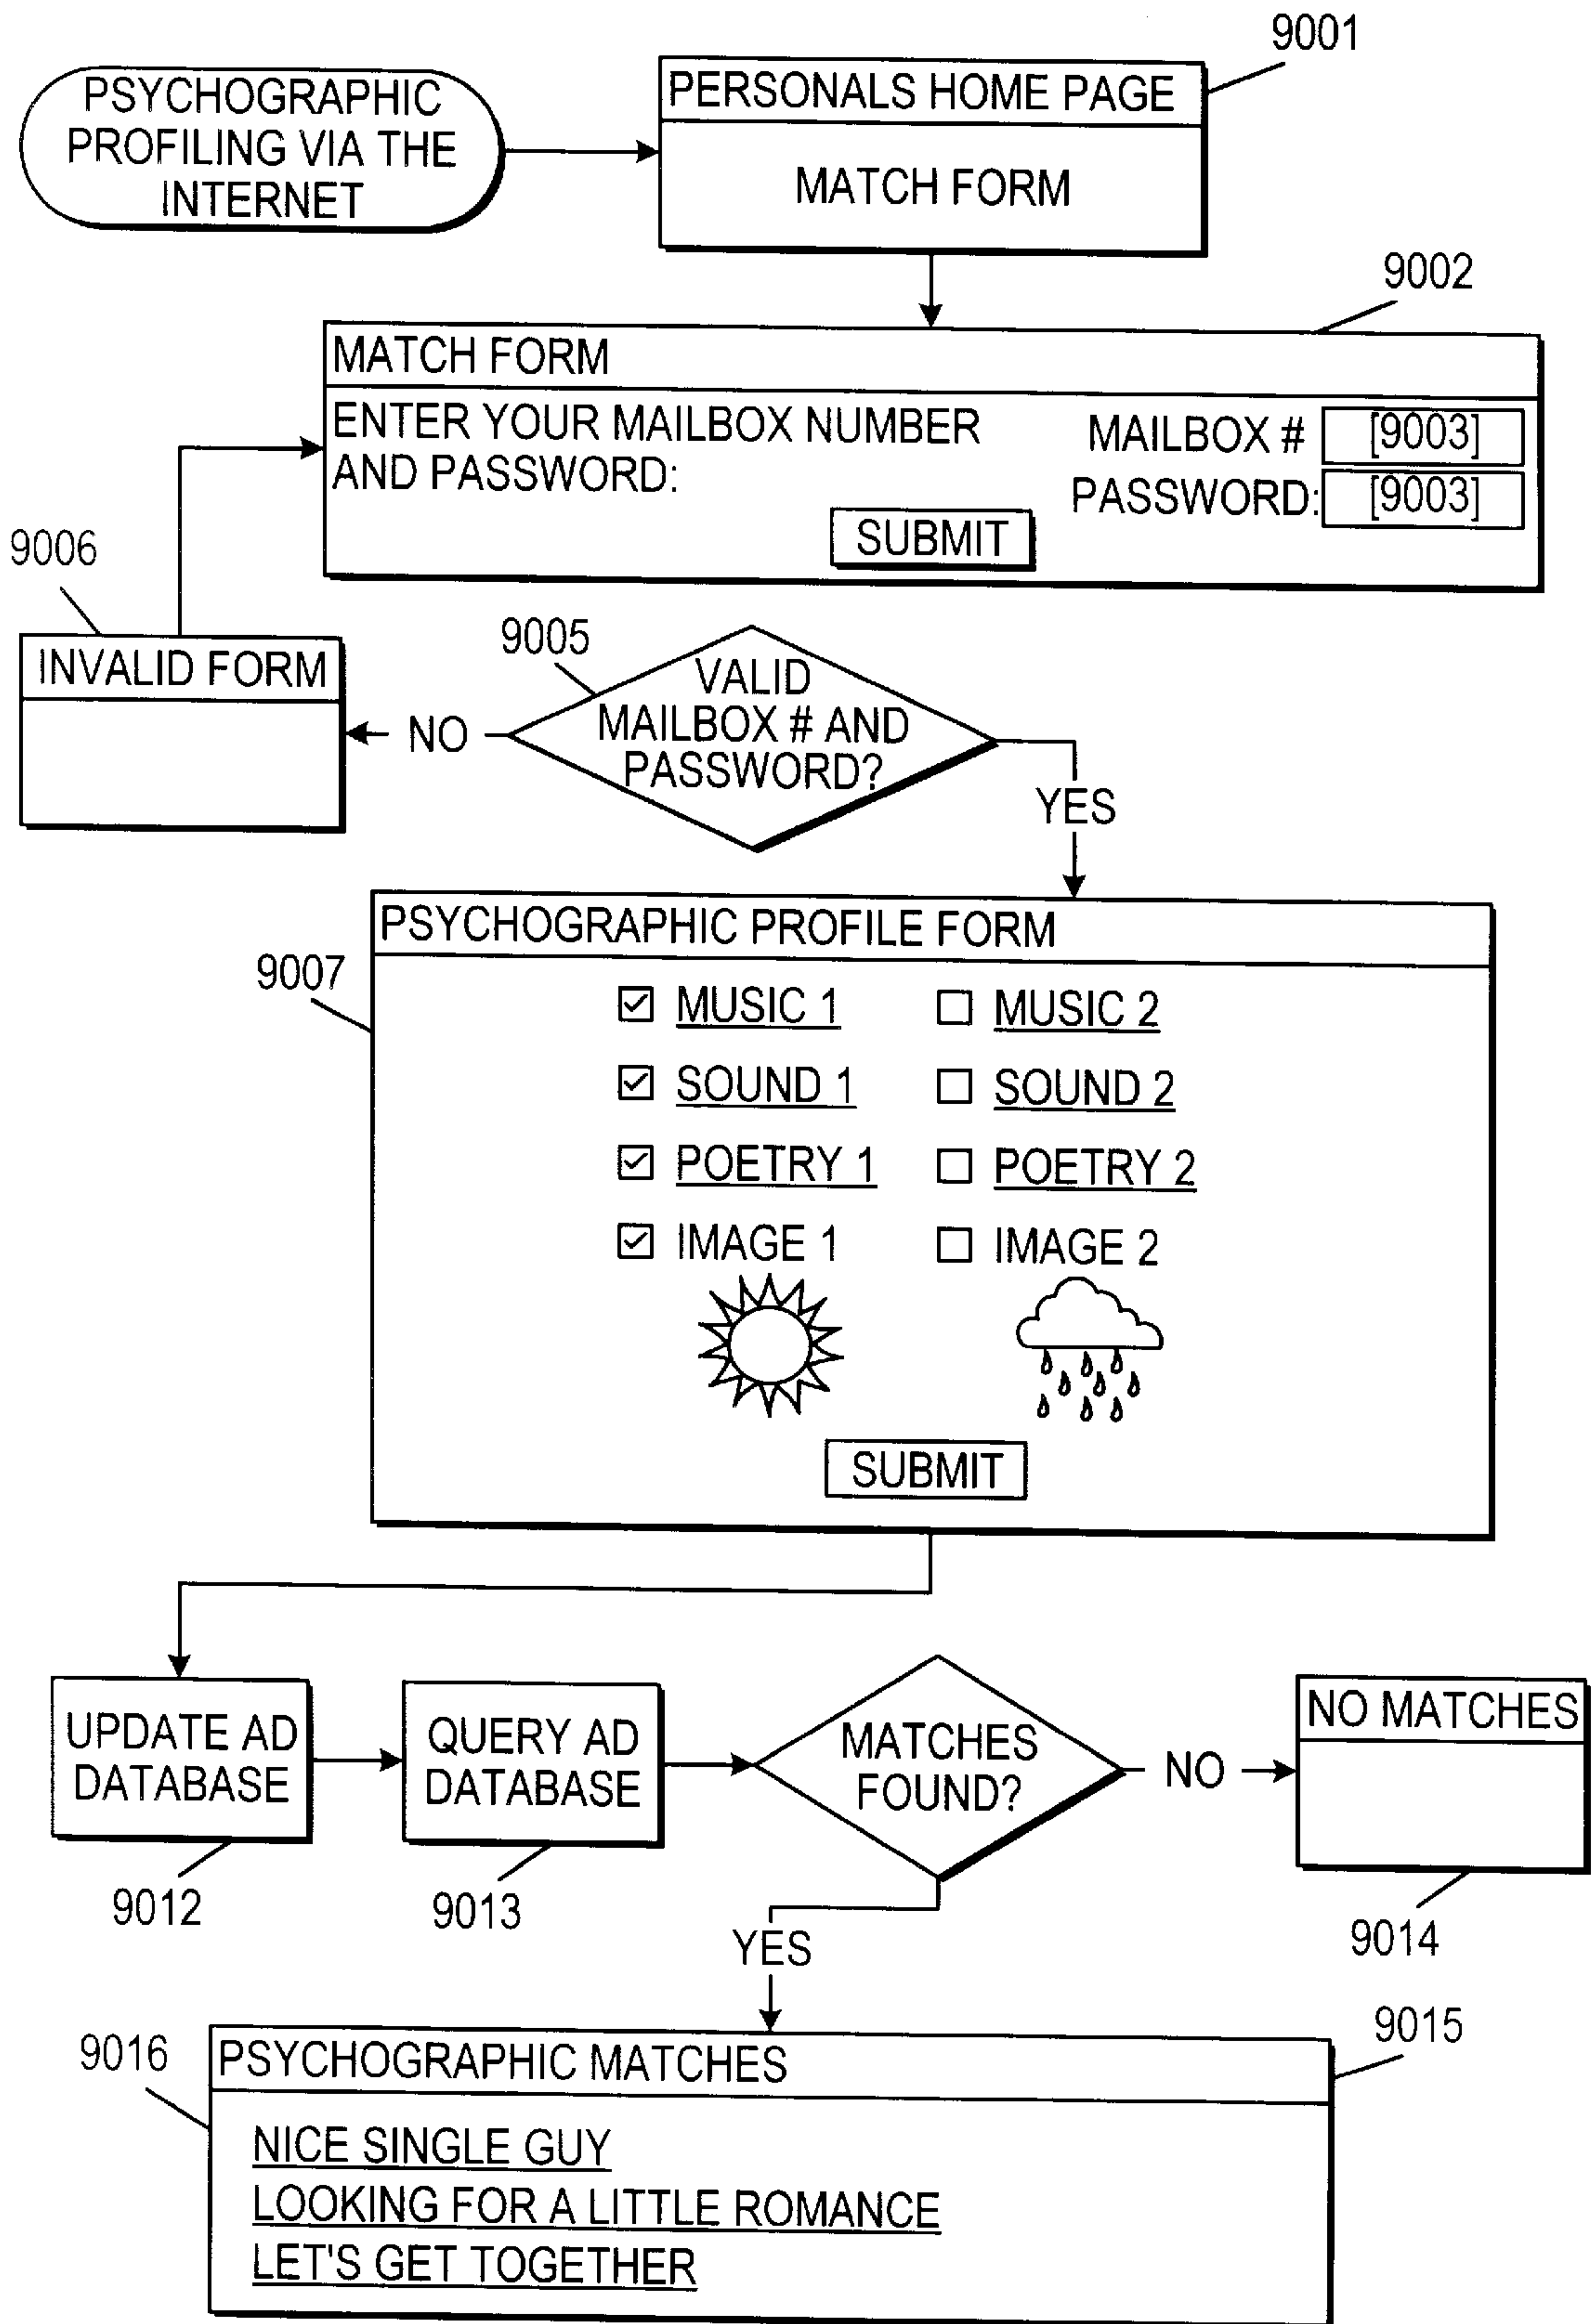 9001
PSYCHOGRAPHIC
PROFILING VIA THE
INTERNET
PERSONALS HOME PAGE
MATCH FORM
9002
MATCH FORM
ENTER YOUR MAILBOX NUMBER
AND PASSWORD:
MAILBOX # [9003]
PASSWORD: [9003]
SUBMIT
9006
INVALID FORM
9005
VALID
MAILBOX # AND
PASSWORD?
NO
YES
PSYCHOGRAPHIC PROFILE FORM
9007
MUSIC 1 MUSIC 2
SOUND 1 SOUND 2
POETRY 1 POETRY 2
IMAGE 1 IMAGE 2
SUBMIT
UPDATE AD
DATABASE
QUERY AD
DATABASE
MATCHES
FOUND?
NO
NO MATCHES
9012
9013
9014
YES
9015
9016
PSYCHOGRAPHIC MATCHES
NICE SINGLE GUY
LOOKING FOR A LITTLE ROMANCE
LET'S GET TOGETHER